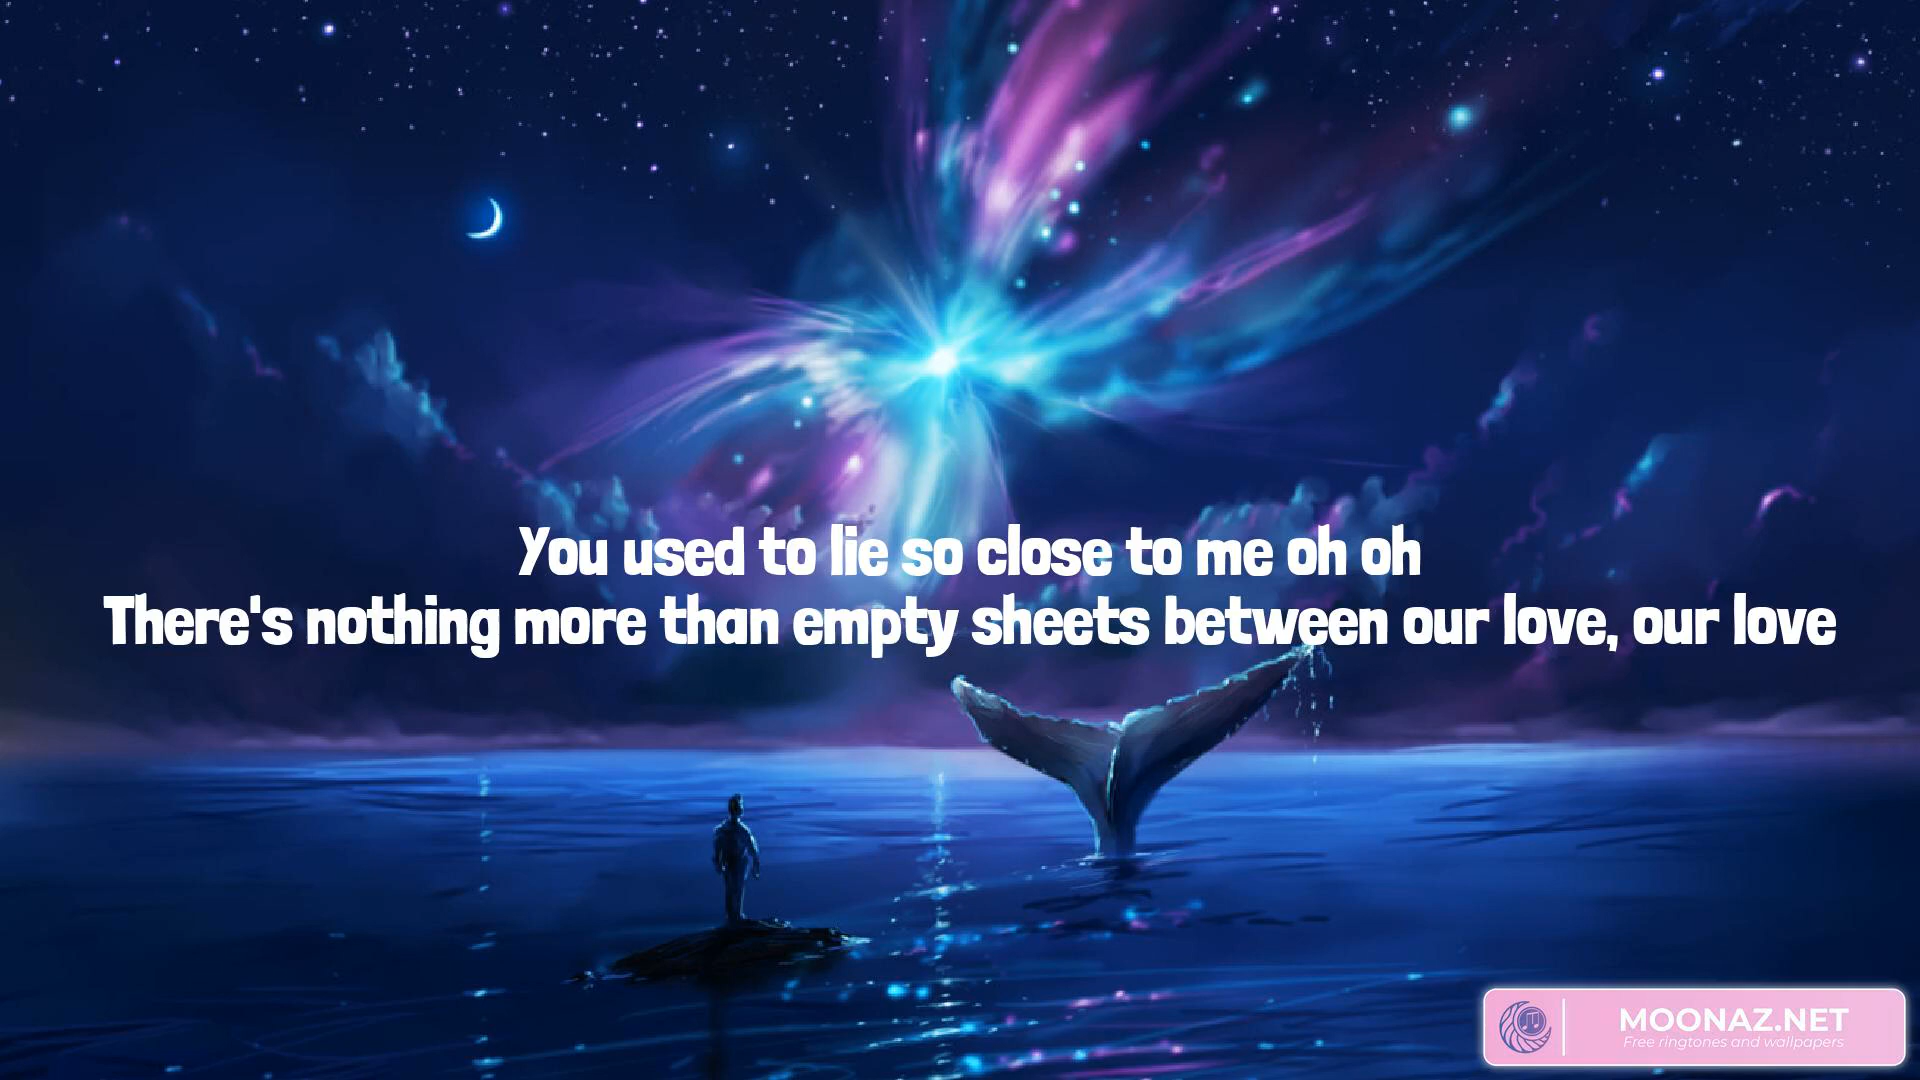 You used to lie so close to me oh oh
There's nothing more than empty sheets between our love, our love
MOONAZ.NET
Free ringtones and wallpapers